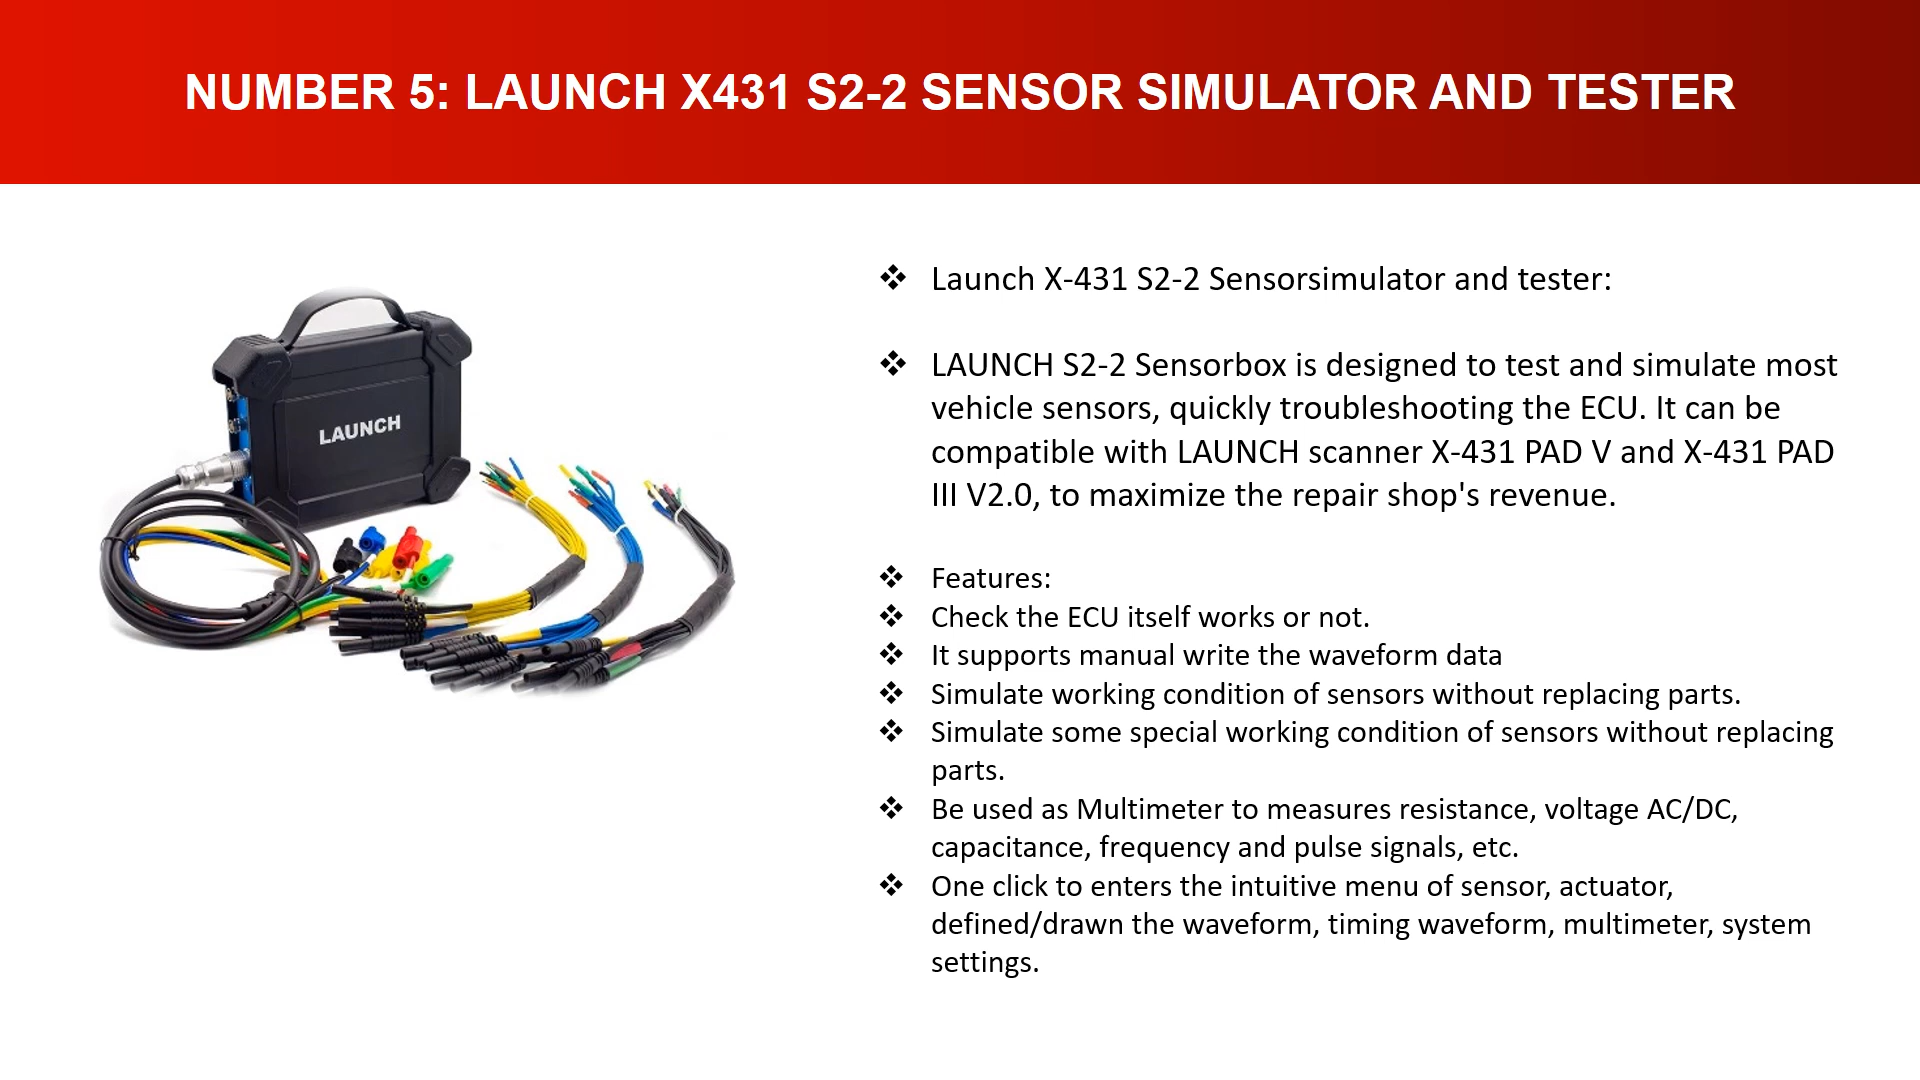 NUMBER 5: LAUNCH X431 S2-2 SENSOR SIMULATOR AND TESTER
LAUNCH
Launch X-431 S2-2 Sensorsimulator and tester:
LAUNCH S2-2 Sensorbox is designed to test and simulate most
vehicle sensors, quickly troubleshooting the ECU. It can be
compatible with LAUNCH scanner X-431 PAD V and X-431 PAD
III V2.0, to maximize the repair shop's revenue.
Features:
Check the ECU itself works or not.
It supports manual write the waveform data
Simulate working condition of sensors without replacing parts.
Simulate some special working condition of sensors without replacing
parts.
Be used as Multimeter to measures resistance, voltage AC/DC,
capacitance, frequency and pulse signals, etc.
One click to enters the intuitive menu of sensor, actuator,
defined/drawn the waveform, timing waveform, multimeter, system
settings.